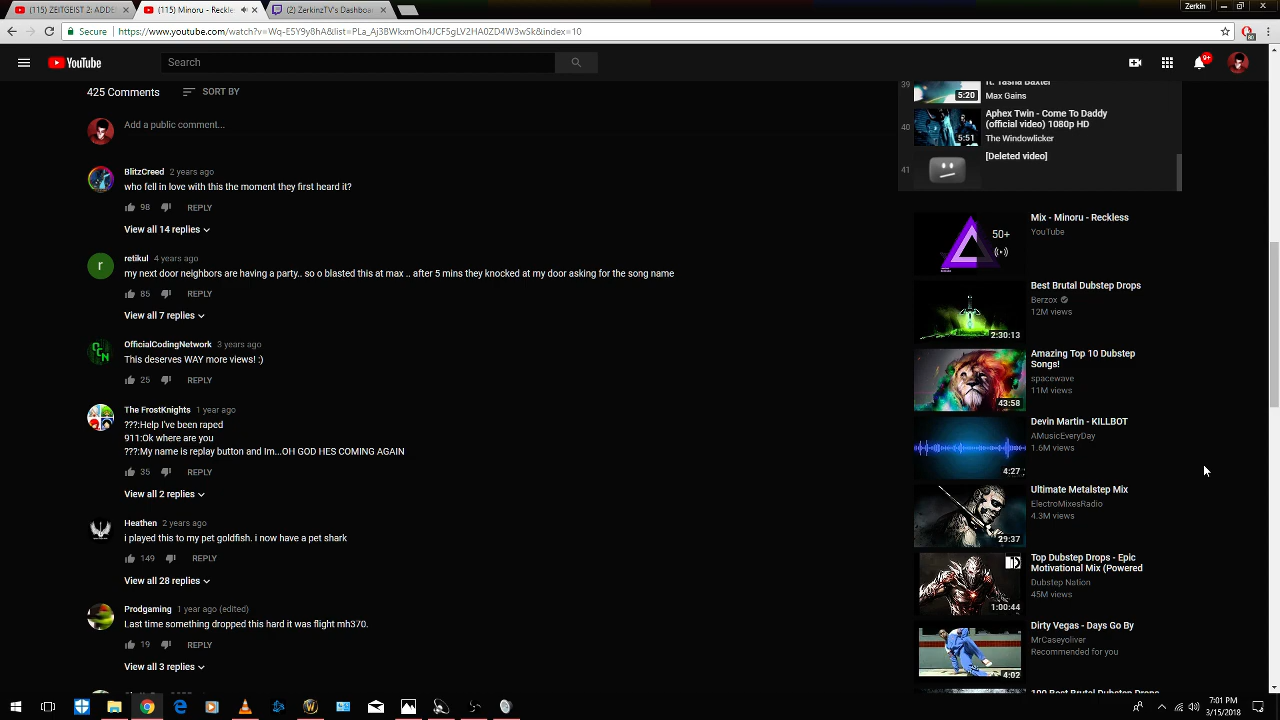 (115) ZEITGEIST 2: ADDE
(115) Minoru - Reckles
(2) ZerkinzTV's Dashboa
Zerkin
Secure
YouTube
Search
9+
425 Comments
SORT BY
Add a public comment...
BlitzCreed 2 years ago
who fell in love with this the moment they first heard it?
98 REPLY
View all 14 replies
retikul 4 years ago
my next door neighbors are having a party.. so o blasted this at max .. after 5 mins they knocked at my door asking for the song name
85 REPLY
View all 7 replies
OfficialCodingNetwork 3 years ago
This deserves WAY more views! :)
25 REPLY
The FrostKnights 1 year ago
???:Help I've been raped
911:Ok where are you
???:My name is replay button and Im...OH GOD HES COMING AGAIN
35 REPLY
View all 2 replies
Heathen 2 years ago
i played this to my pet goldfish. i now have a pet shark
149 REPLY
View all 28 replies
Prodgaming 1 year ago (edited)
Last time something dropped this hard it was flight mh370.
19 REPLY
View all 3 replies
39
ft. Tasha Baxter
Max Gains
5:20
40
Aphex Twin - Come To Daddy
(official video) 1080p HD
The Windowlicker
5:51
41
[Deleted video]
Mix - Minoru - Reckless
YouTube
50+
Best Brutal Dubstep Drops
Berzox
12M views
2:30:13
Amazing Top 10 Dubstep
Songs!
spacewave
11M views
43:58
Devin Martin - KILLBOT
AMusicEveryDay
1.6M views
4:27
Ultimate Metalstep Mix
ElectroMixesRadio
4.3M views
29:37
Top Dubstep Drops - Epic
Motivational Mix (Powered
Dubstep Nation
45M views
1:00:44
Dirty Vegas - Days Go By
MrCaseyoliver
Recommended for you
4:02
100 Best Brutal Dubstep Drops
7:01 PM
3/15/2018